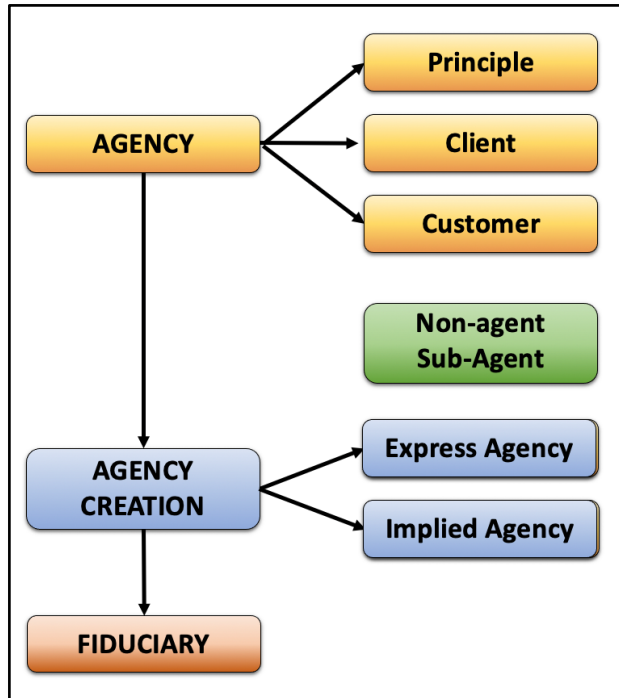 Principle
AGENCY
Client
Customer
Non-agent
Sub-Agent
AGENCY
CREATION
Express Agency
Implied Agency
FIDUCIARY